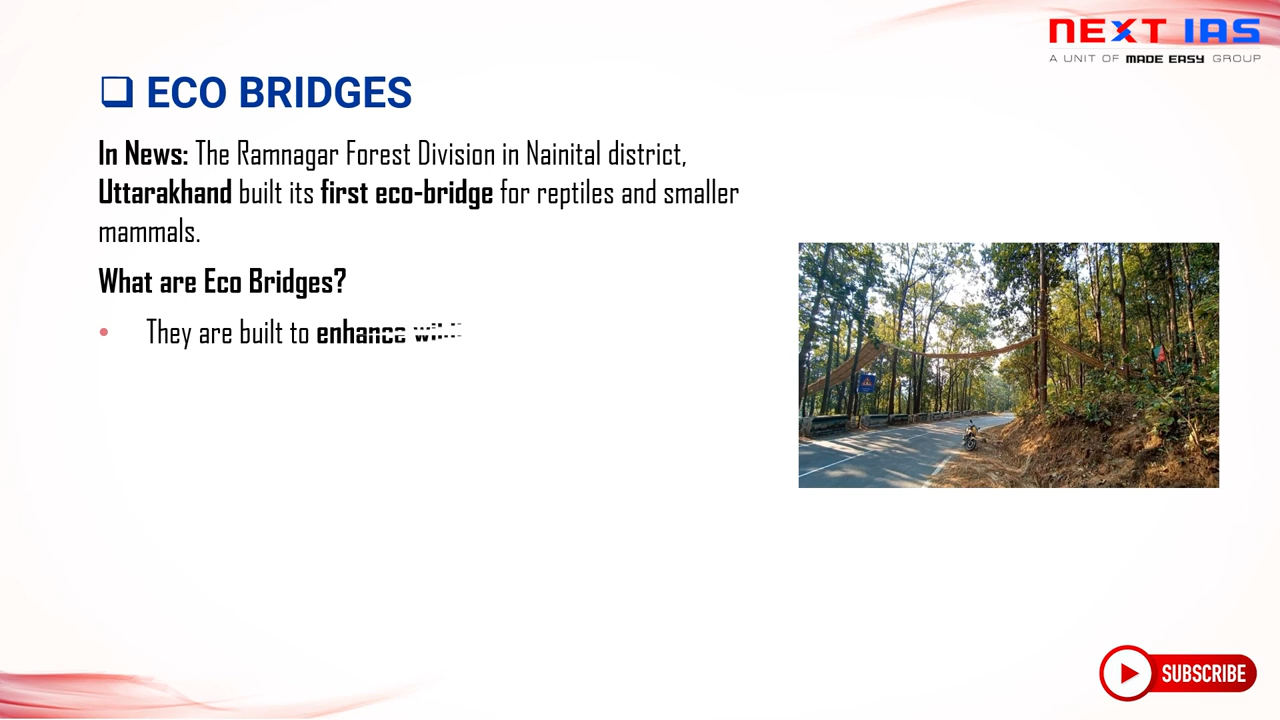 NEXT IAS
A UNIT OF MADE EASY GROUP
ECO BRIDGES
In News: The Ramnagar Forest Division in Nainital district,
Uttarakhand built its first eco-bridge for reptiles and smaller
mammals.
What are Eco Bridges?
• They are built to enhance
SUBSCRIBE